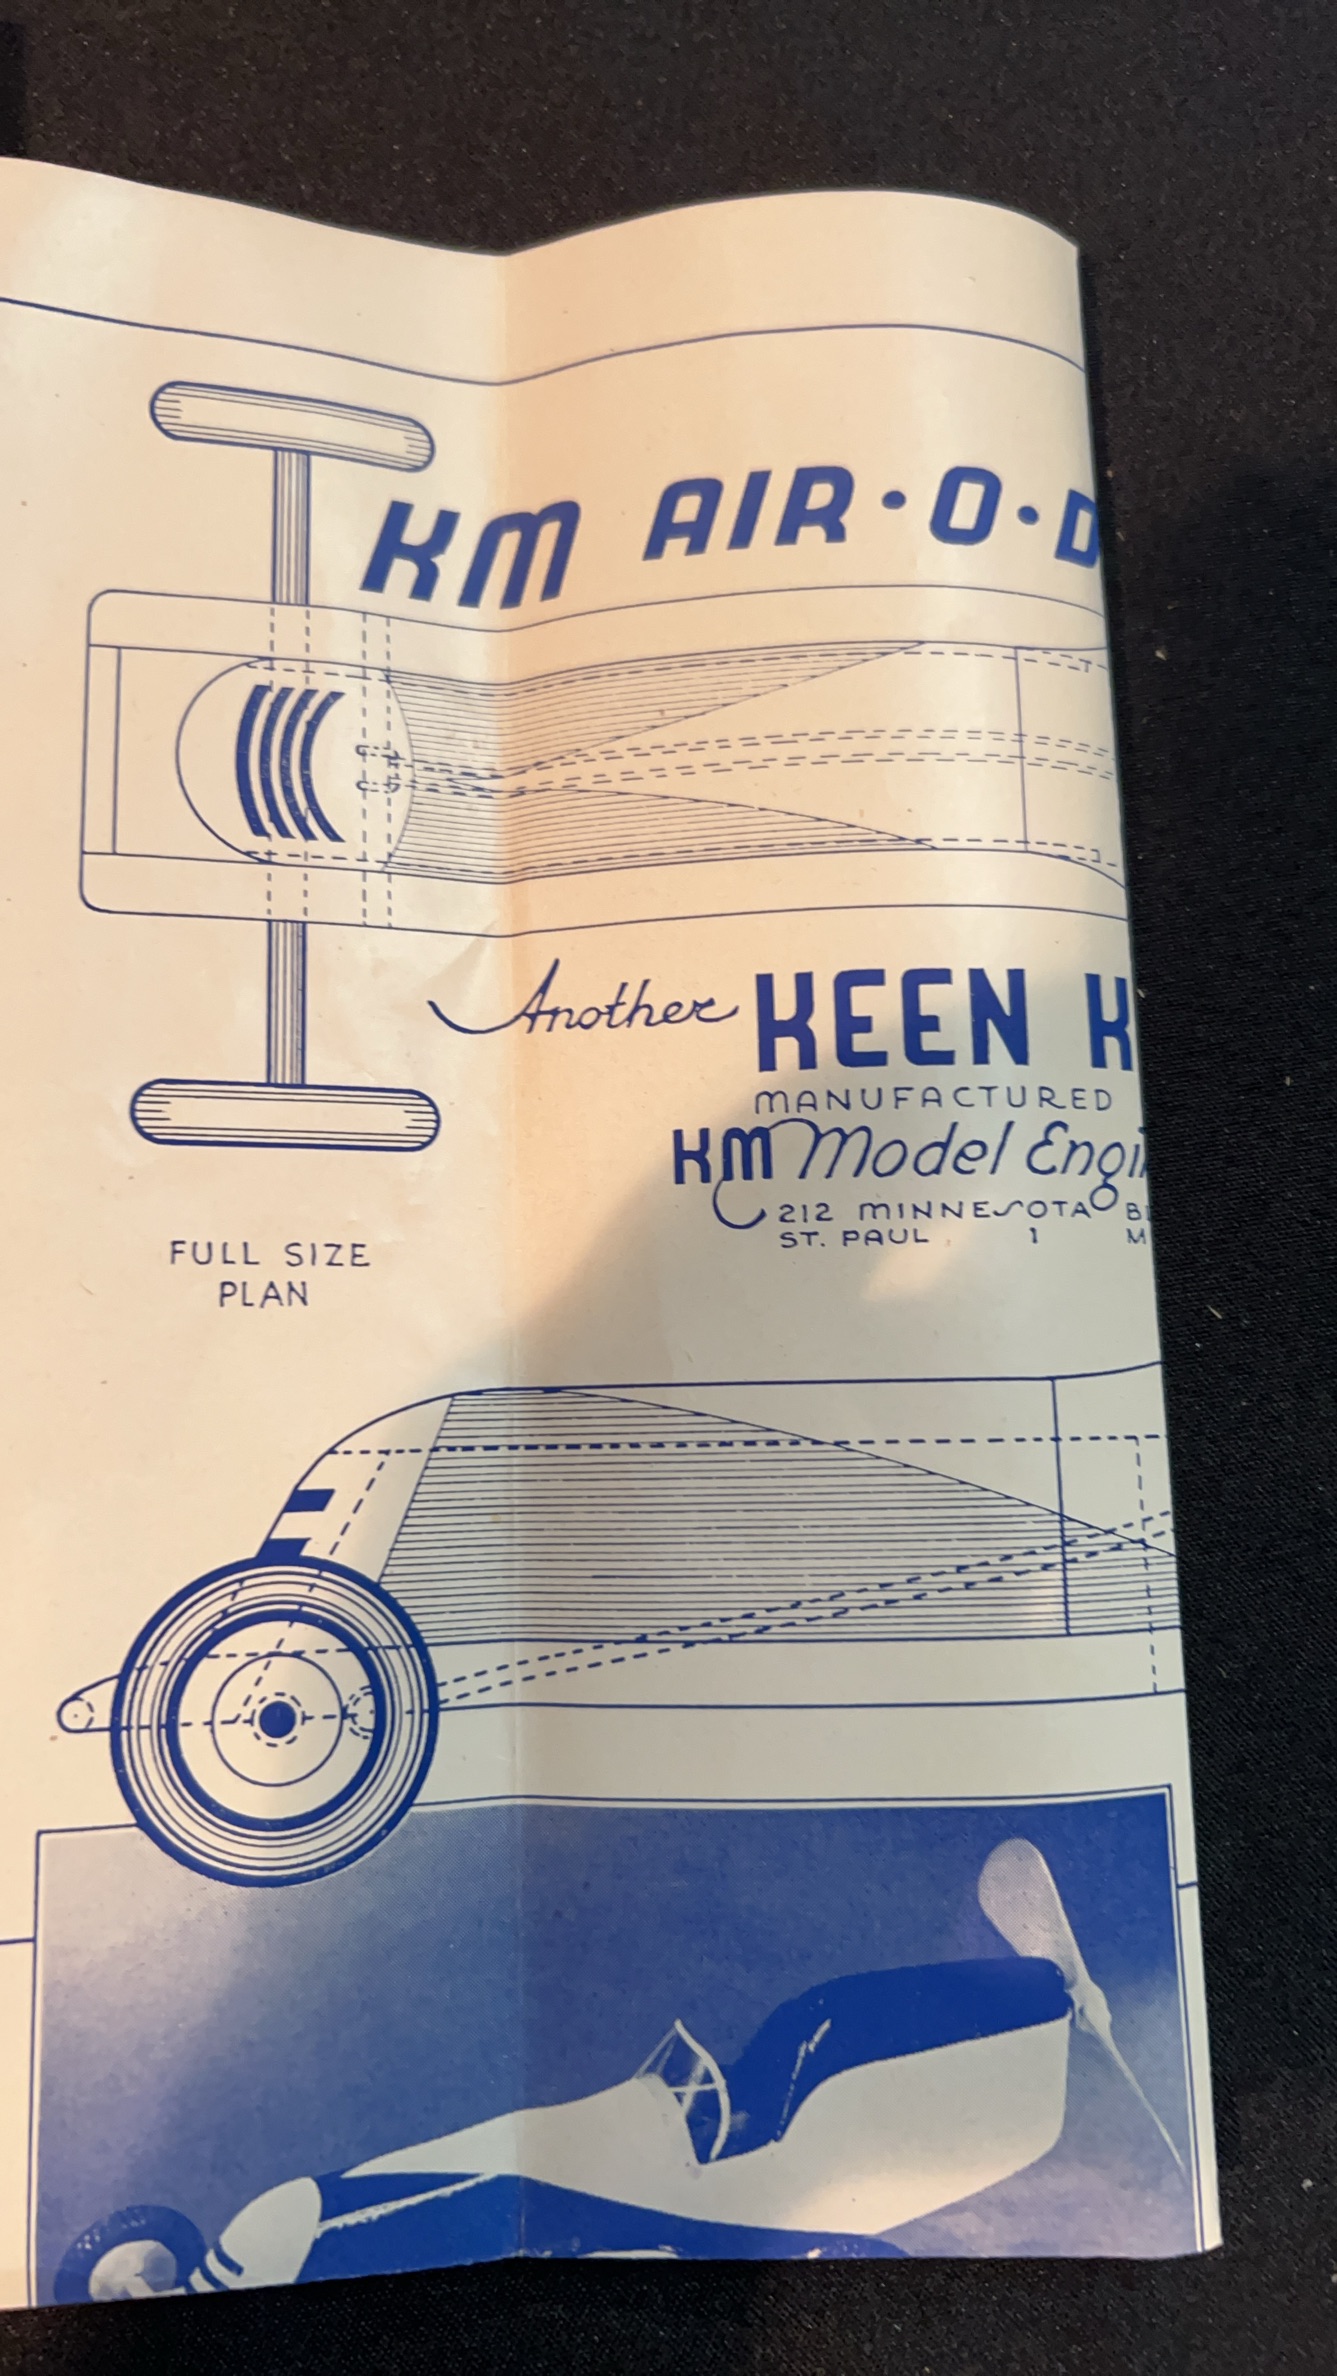 KM AIR·O·D
Another KEEN K
MANUFACTURED
KM Model Engi
212 MINNESOTA B
ST. PAUL 1 M
FULL SIZE
PLAN